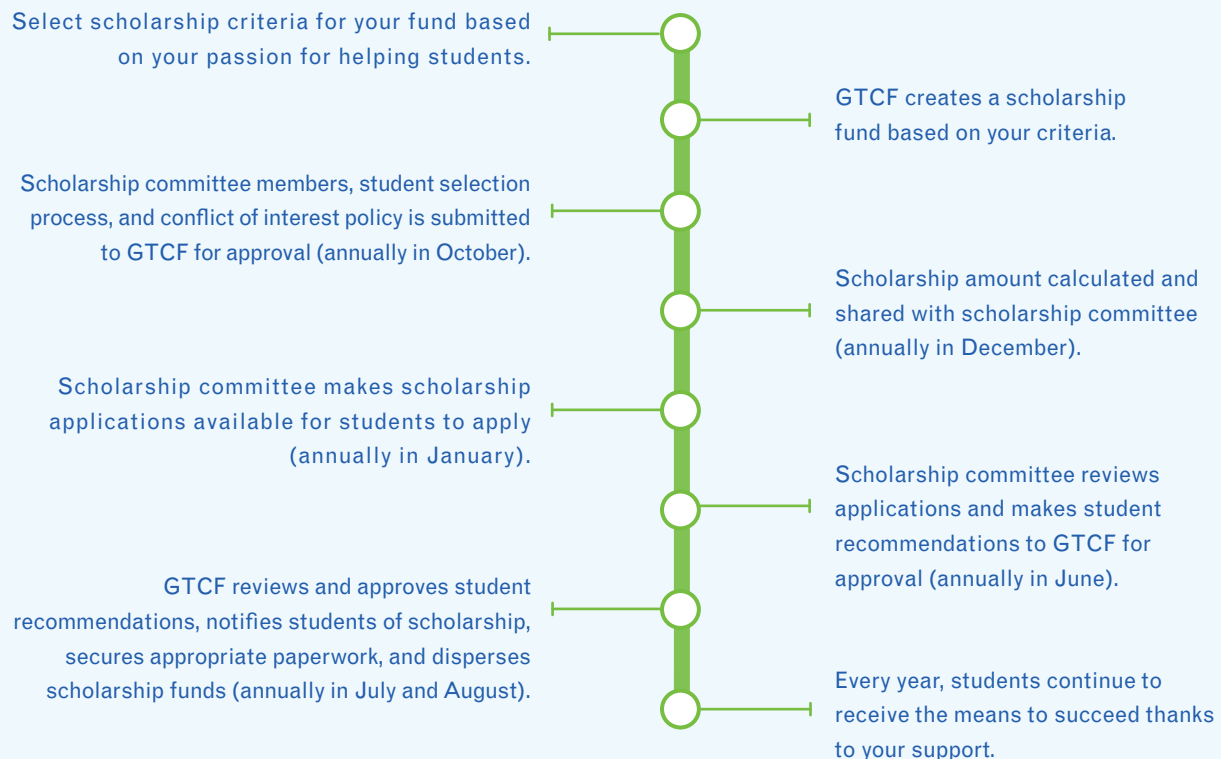 Select scholarship criteria for your fund based
on your passion for helping students.
GTCF creates a scholarship
fund based on your criteria.
Scholarship committee members, student selection
process, and conflict of interest policy is submitted
to GTCF for approval (annually in October).
Scholarship amount calculated and
shared with scholarship committee
(annually in December).
Scholarship committee makes scholarship
applications available for students to apply
(annually in January).
Scholarship committee reviews
applications and makes student
recommendations to GTCF for
approval (annually in June).
GTCF reviews and approves student
recommendations, notifies students of scholarship,
secures appropriate paperwork, and disperses
scholarship funds (annually in July and August).
Every year, students continue to
receive the means to succeed thanks
to your support.